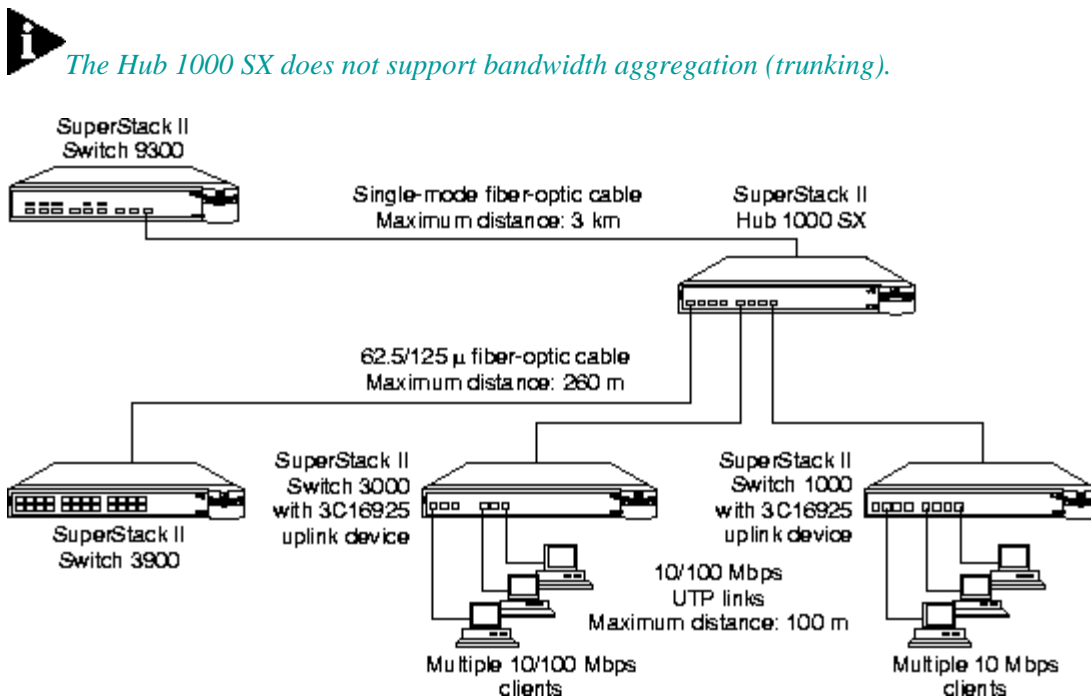 The Hub 1000 SX does not support bandwidth aggregation (trunking).
SuperStack II
Switch 9300
Single-mode fiber-optic cable
Maximum distance: 3 km
SuperStack II
Hub 1000 SX
62.5/125 µ fiber-optic cable
Maximum distance: 260 m
SuperStack II
Switch 3900
SuperStack II
Switch 3000
with 3C16925
uplink device
SuperStack II
Switch 1000
with 3C16925
uplink device
10/100 Mbps
UTP links
Maximum distance: 100 m
Multiple 10/100 Mbps
clients
Multiple 10 Mbps
clients